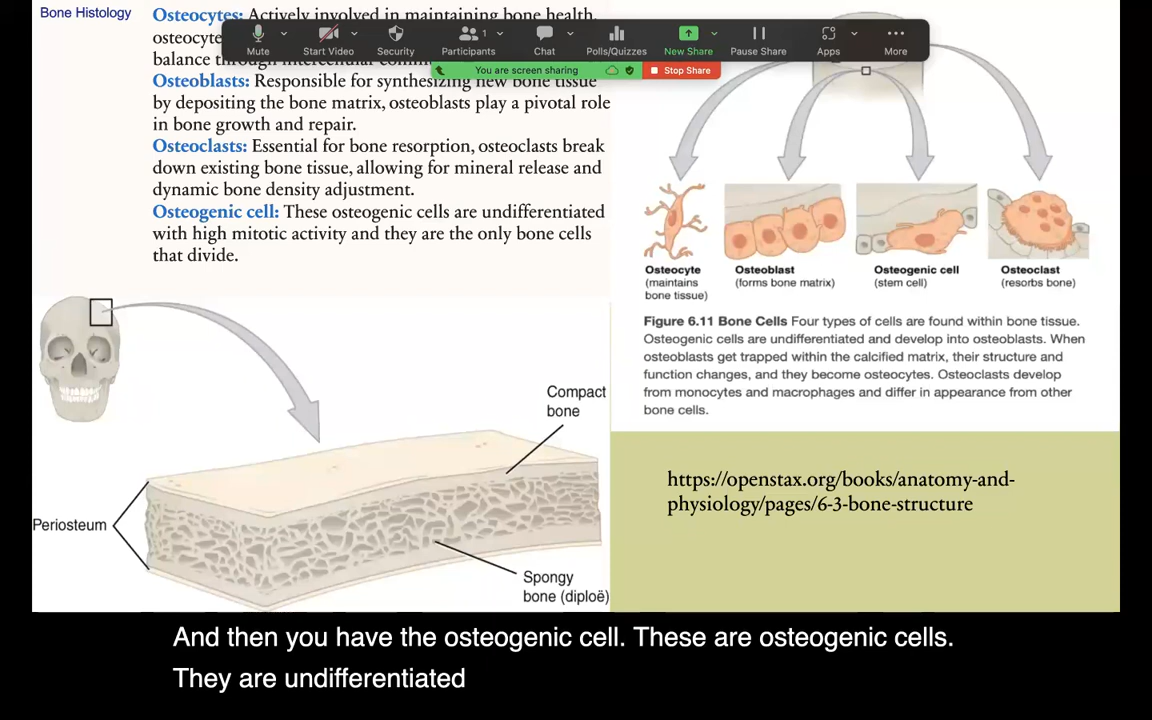 Bone Histology
Osteocytes: Actively involved in maintaining bone health,
osteocyte
balance through intercellular
Osteoblasts: Responsible for synthesizing new bone tissue
by depositing the bone matrix, osteoblasts play a pivotal role
in bone growth and repair.
Osteoclasts: Essential for bone resorption, osteoclasts break
down existing bone tissue, allowing for mineral release and
dynamic bone density adjustment.
Osteogenic cell: These osteogenic cells are undifferentiated
with high mitotic activity and they are the only bone cells
that divide.
Mute
Start Video
Security
Participants
1
Chat
Polls/Quizzes
New Share
Pause Share
Apps
More
You are screen sharing
Stop Share
Osteocyte
(maintains
bone tissue)
Osteoblast
(forms bone matrix)
Osteogenic cell
(stem cell)
Osteoclast
(resorbs bone)
Figure 6.11 Bone Cells Four types of cells are found within bone tissue.
Osteogenic cells are undifferentiated and develop into osteoblasts. When
osteoblasts get trapped within the calcified matrix, their structure and
function changes, and they become osteocytes. Osteoclasts develop
from monocytes and macrophages and differ in appearance from other
bone cells.
Compact
bone
Periosteum
Spongy
bone (diploë)
https://openstax.org/books/anatomy-and-
physiology/pages/6-3-bone-structure
And then you have the osteogenic cell. These are osteogenic cells.
They are undifferentiated